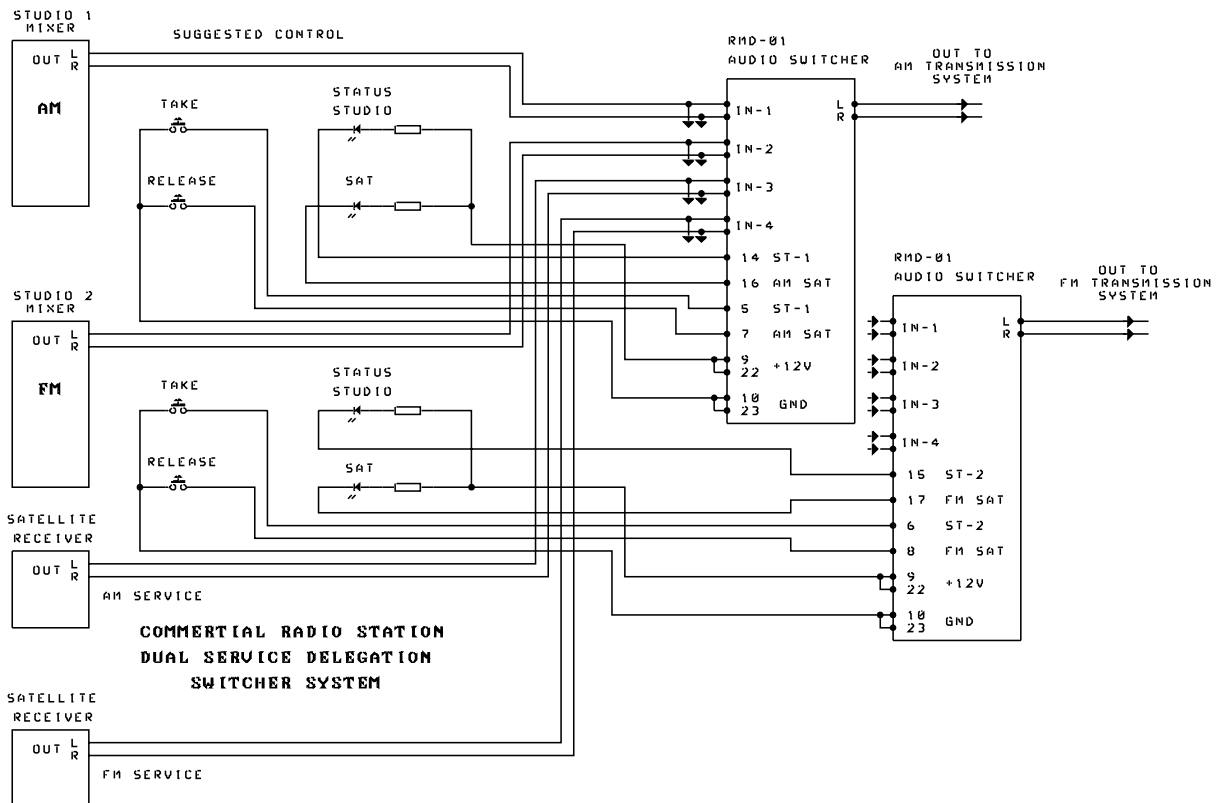 STUDIO 1
MIXER
OUT L
R
AM
SUGGESTED CONTROL
TAKE
RELEASE
STATUS
STUDIO
SAT
RMD-01
AUDIO SWITCHER
IN-1
IN-2
IN-3
IN-4
14 ST-1
16 AM SAT
5 ST-1
7 AM SAT
9
22 +12V
10
23 GND
L
R
OUT TO
AM TRANSMISSION
SYSTEM
STUDIO 2
MIXER
OUT L
R
FM
TAKE
RELEASE
STATUS
STUDIO
SAT
RMD-01
AUDIO SWITCHER
IN-1
IN-2
IN-3
IN-4
15 ST-2
17 FM SAT
6 ST-2
8 FM SAT
9
22 +12V
10
23 GND
L
R
OUT TO
FM TRANSMISSION
SYSTEM
SATELLITE
RECEIVER
OUT L
R
AM SERVICE
COMMERTIAL RADIO STATION
DUAL SERVICE DELEGATION
SWITCHER SYSTEM
SATELLITE
RECEIVER
OUT L
R
FM SERVICE